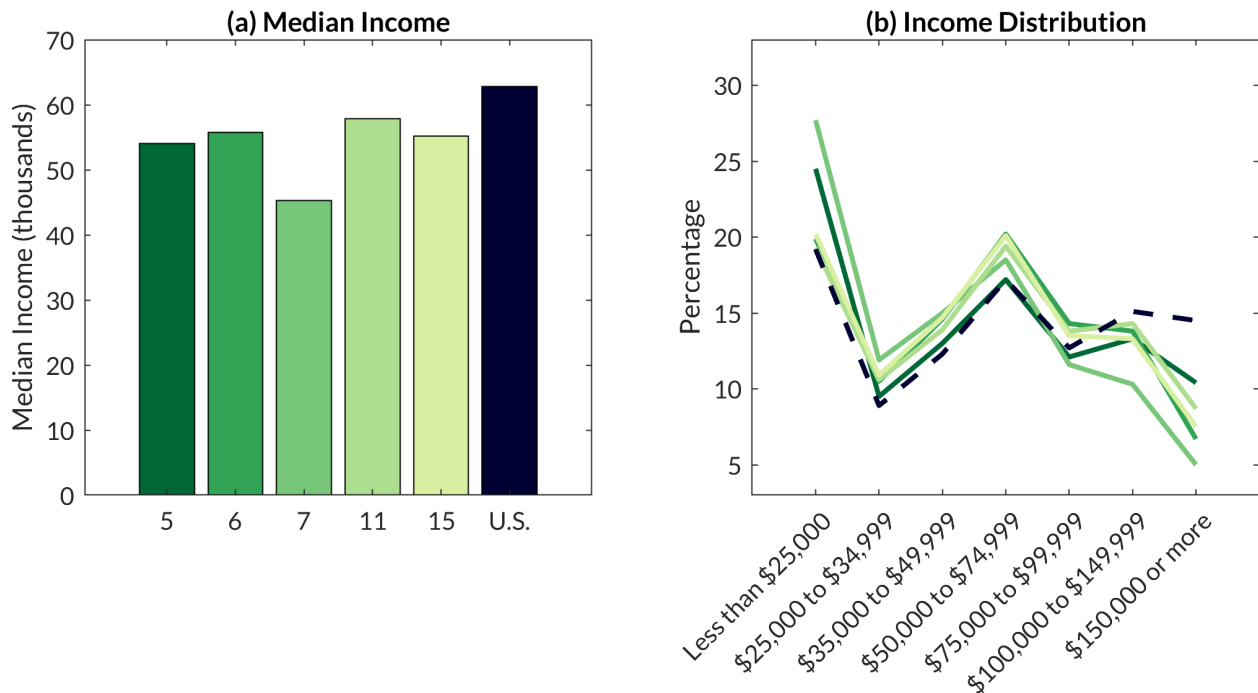 (a) Median Income
Median Income (thousands)
70
60
50
40
30
20
10
0
5
6
7
11
15
U.S.
(b) Income Distribution
Percentage
30
25
20
15
10
5
Less than $25,000
$25,000 to $34,999
$35,000 to $49,999
$50,000 to $74,999
$75,000 to $99,999
$100,000 to $149,999
$150,000 or more